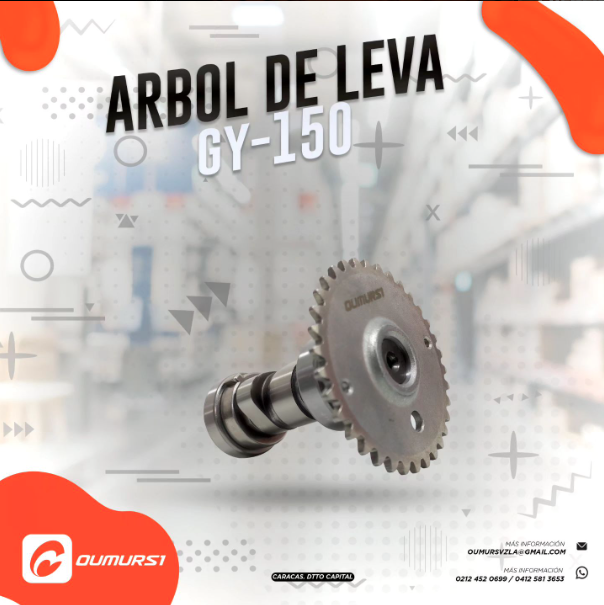 ARBOL DE LEVA
GY-150
OUMURS1
OUMURS1
CARACAS. DTTO CAPITAL
MÁS INFORMACIÓN
OUMURSVZLA@GMAIL.COM
MÁS INFORMACIÓN
0212 452 0699 / 0412 581 3653